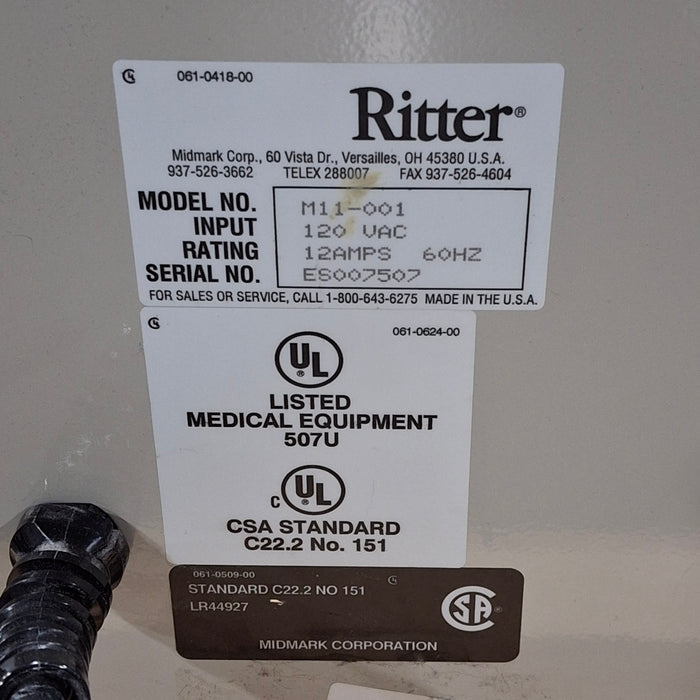 061-0418-00
Ritter®
Midmark Corp., 60 Vista Dr., Versailles, OH 45380 U.S.A.
937-526-3662 TELEX 288007 FAX 937-526-4604
MODEL NO. M11-001
INPUT 120 VAC
RATING 12AMPS 60HZ
SERIAL NO. ES007507
FOR SALES OR SERVICE, CALL 1-800-643-6275 MADE IN THE U.S.A.
061-0624-00
UL®
LISTED
MEDICAL EQUIPMENT
507U
C UL®
CSA STANDARD
C22.2 No. 151
061-0509-00
STANDARD C22.2 NO 151
LR44927
CSA®
MIDMARK CORPORATION